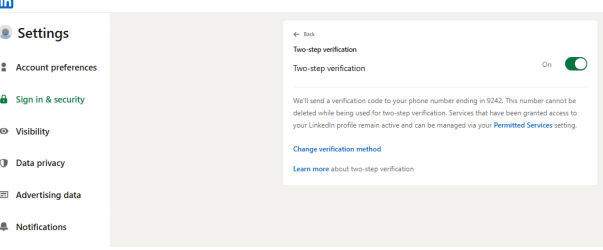 in
Settings
Account preferences
Sign in & security
Visibility
Data privacy
Advertising data
Notifications
← Back
Two-step verification
Two-step verification
On
We'll send a verification code to your phone number ending in 9242. This number cannot be
deleted while being used for two-step verification. Services that have been granted access to
your LinkedIn profile remain active and can be managed via your Permitted Services setting.
Change verification method
Learn more about two-step verification